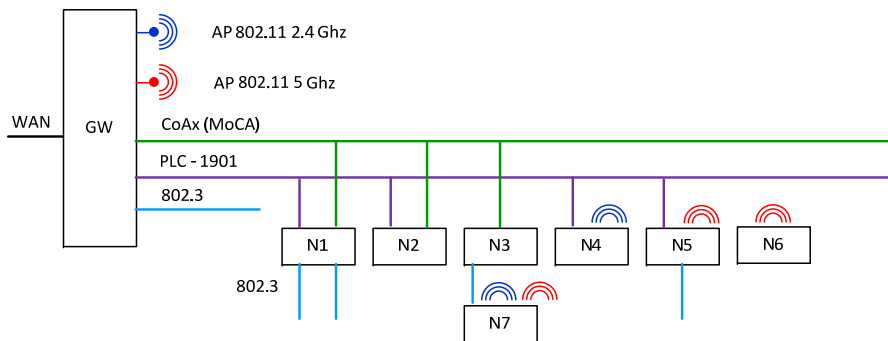 AP 802.11 2.4 Ghz
AP 802.11 5 Ghz
WAN
GW
CoAx (MoCA)
PLC - 1901
802.3
N1
N2
N3
N4
N5
N6
802.3
N7